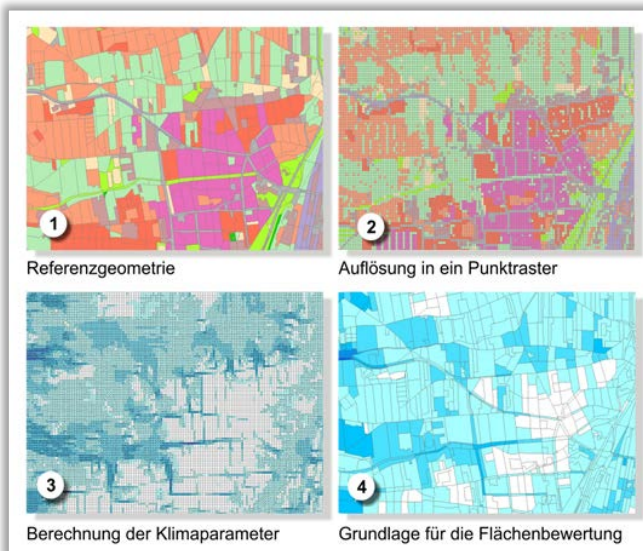 1
Referenzgeometrie
2
Auflösung in ein Punktraster
3
Berechnung der Klimaparameter
4
Grundlage für die Flächenbewertung